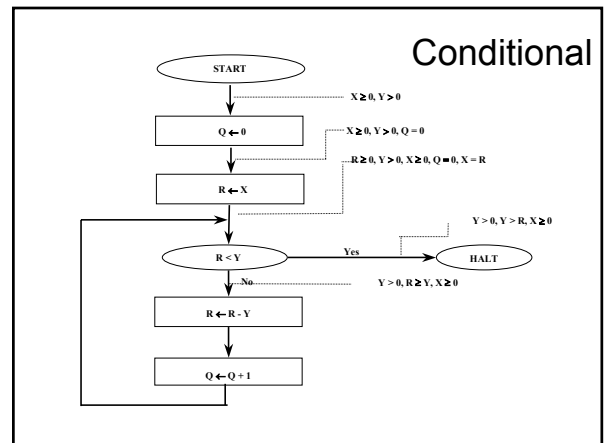 Conditional
START
X ≥ 0, Y > 0
Q ← 0
X ≥ 0, Y > 0, Q = 0
R ≥ 0, Y > 0, X ≥ 0, Q = 0, X = R
R ← X
Y > 0, Y > R, X ≥ 0
R < Y
Yes
HALT
No
Y > 0, R ≥ Y, X ≥ 0
R ← R - Y
Q ← Q + 1